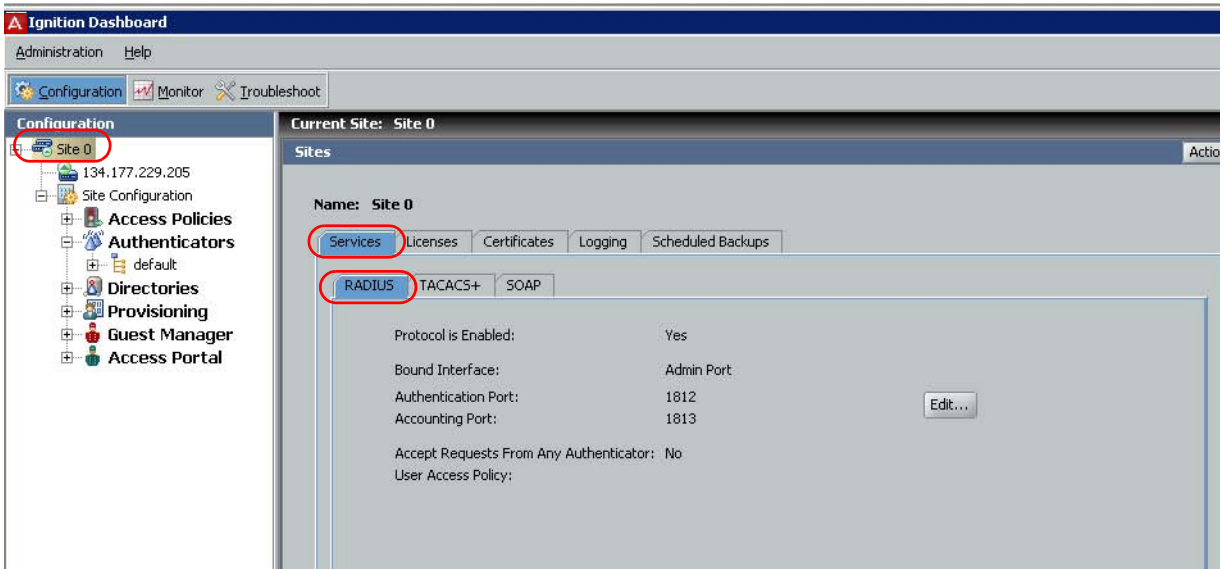 Ignition Dashboard
Administration Help
Configuration Monitor Troubleshoot
Configuration
Site 0
134.177.229.205
Site Configuration
Access Policies
Authenticators
default
Directories
Provisioning
Guest Manager
Access Portal
Current Site: Site 0
Sites
Actio
Name: Site 0
Services Licenses Certificates Logging Scheduled Backups
RADIUS TACACS+ SOAP
Protocol is Enabled: Yes
Bound Interface: Admin Port
Authentication Port: 1812
Accounting Port: 1813
Edit...
Accept Requests From Any Authenticator: No
User Access Policy: